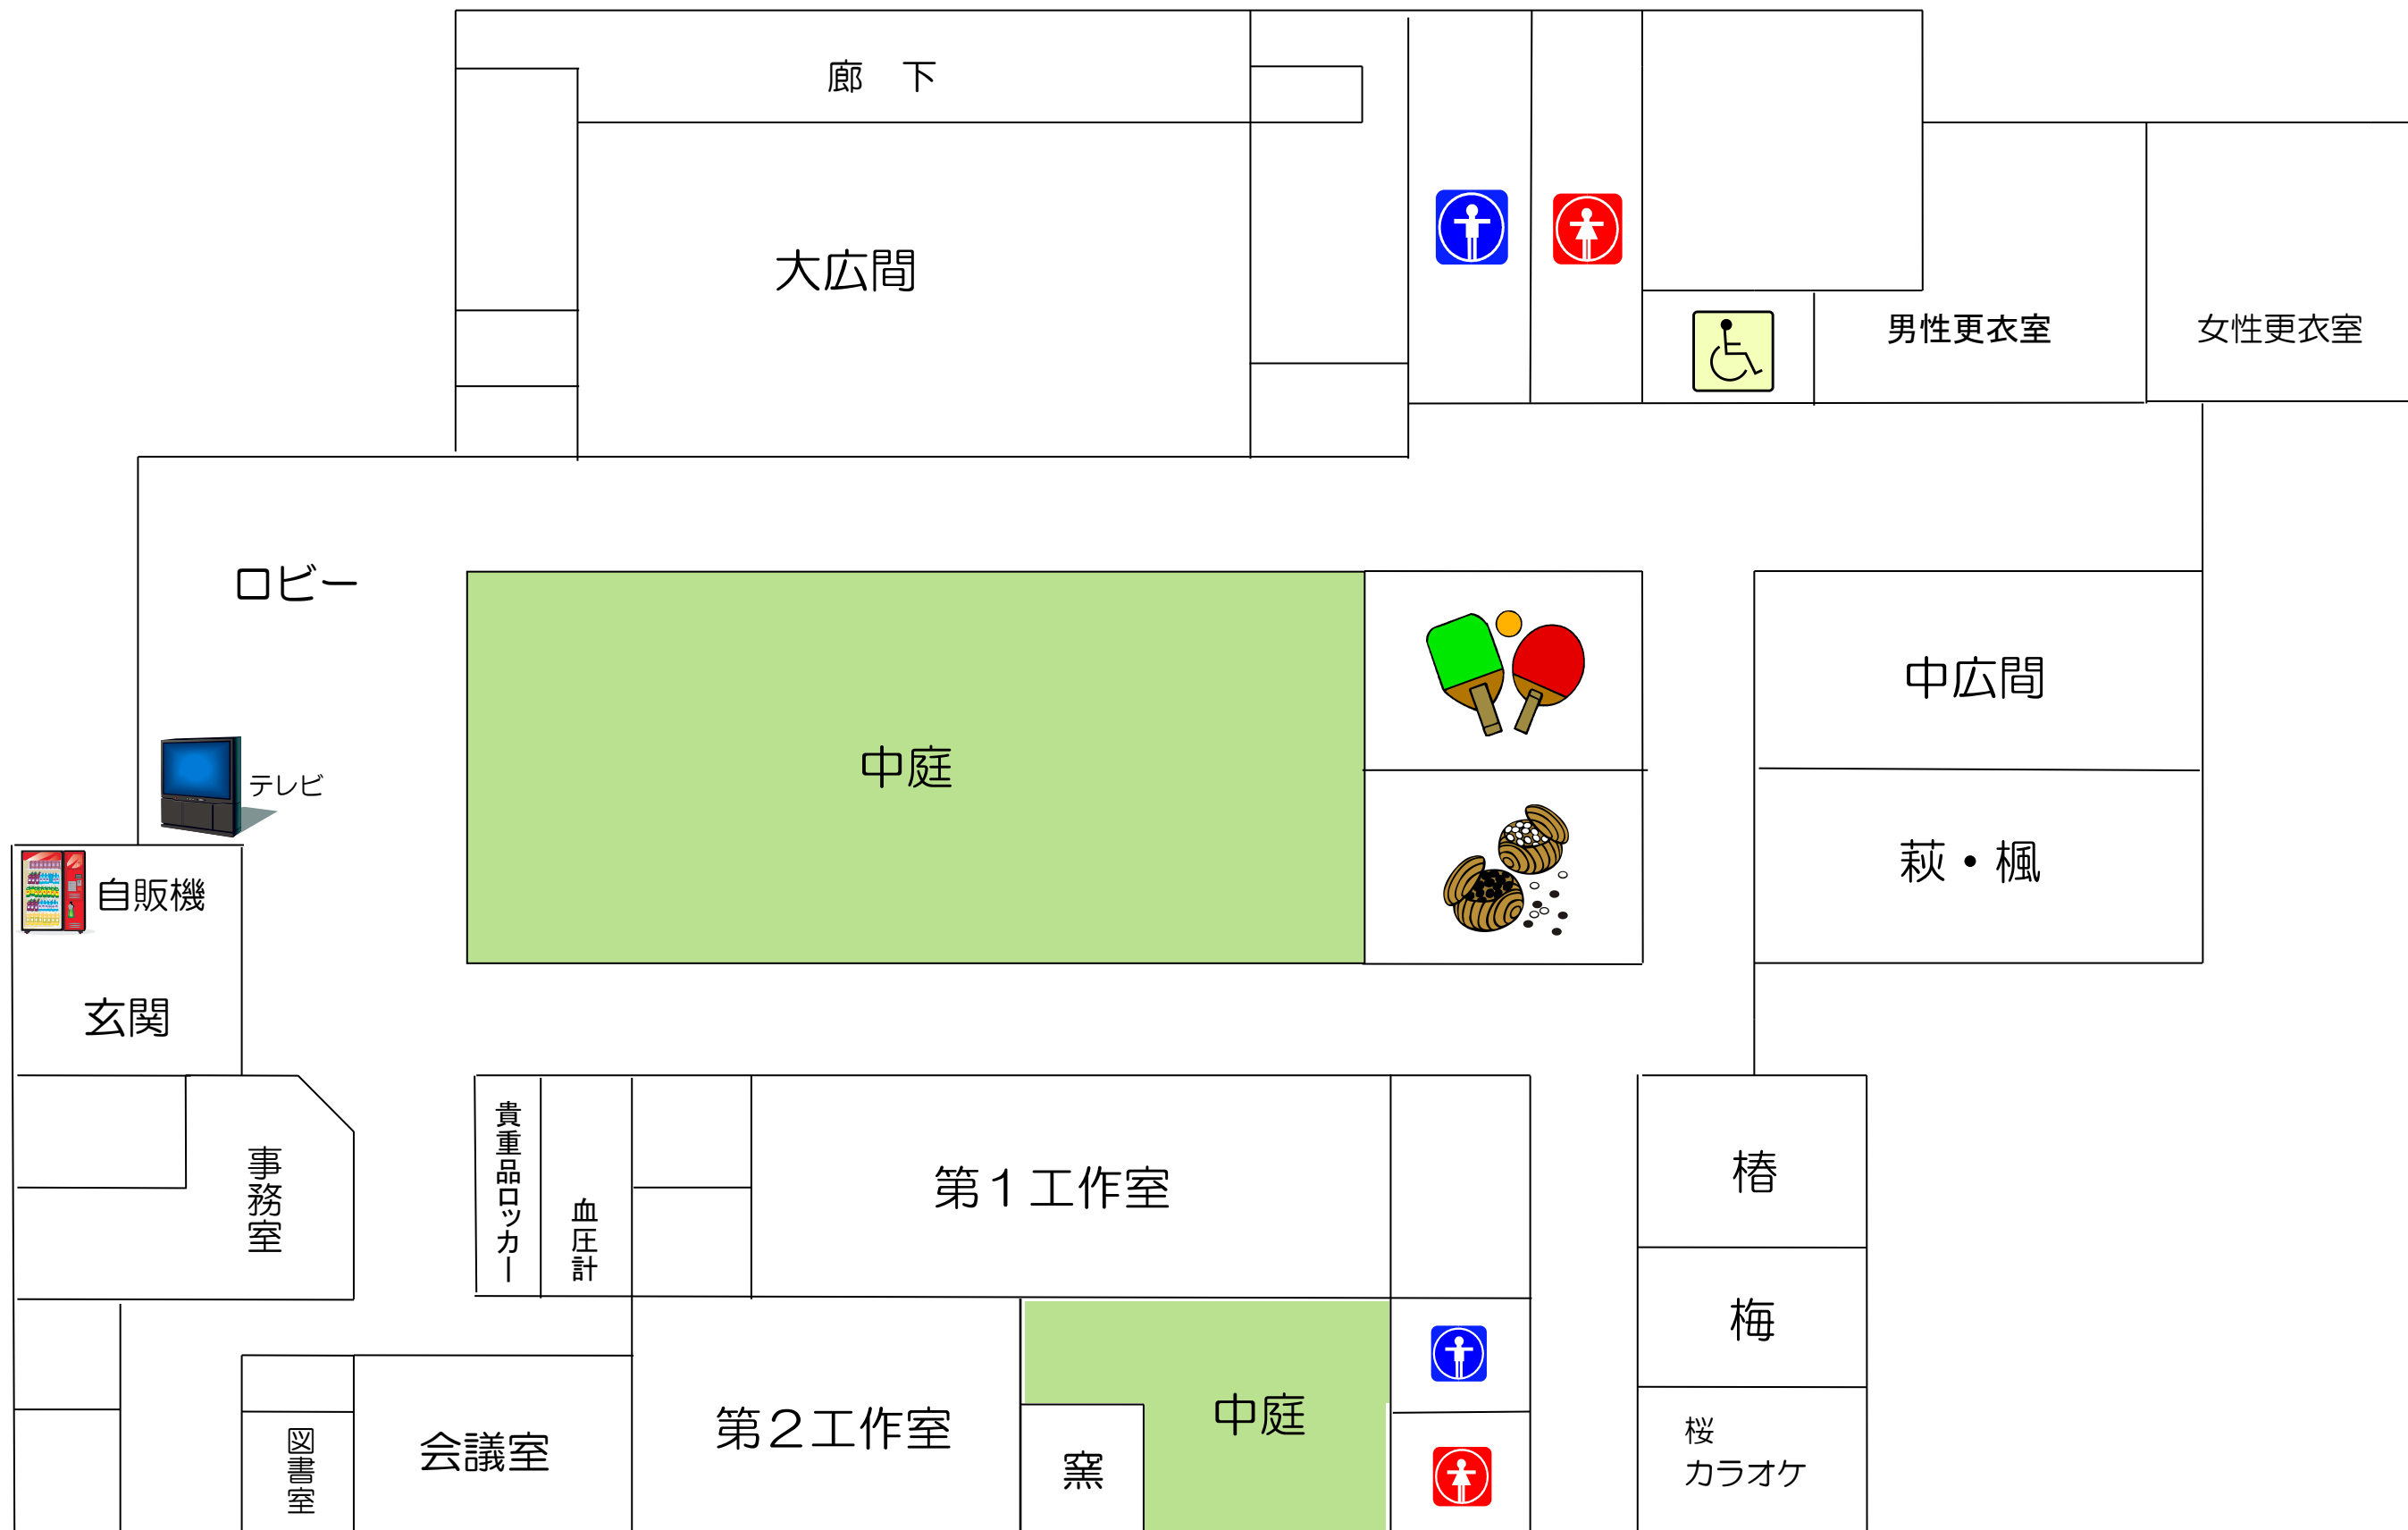 廊　下
大広間
男性更衣室
女性更衣室
ロビー
中庭
中広間
テレビ
萩・楓
自販機
玄関
事務室
貴重品ロッカー
血圧計
第１工作室
椿
梅
第２工作室
中庭
図書室
会議室
窯
桜
カラオケ